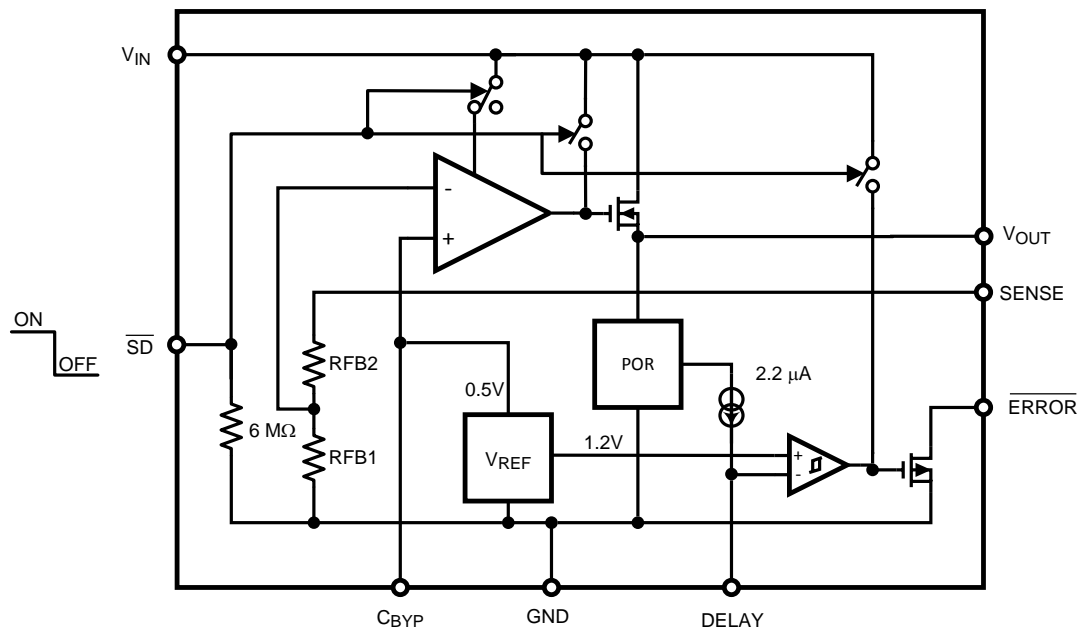 VIN
VOUT
SENSE
ON
OFF
SD
RFB2
POR
2.2 μA
0.5V
ERROR
6 MΩ
RFB1
VREF
1.2V
-
+
+
-
CBYP
GND
DELAY